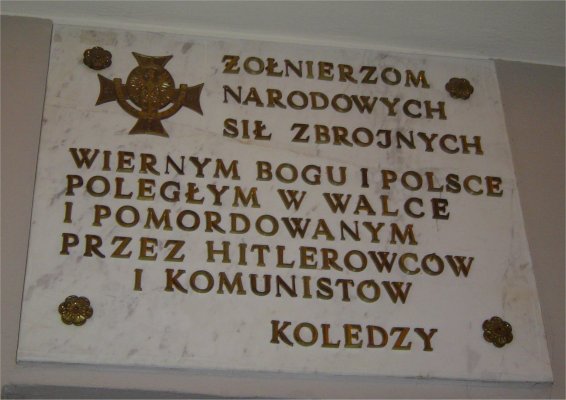 ŻOŁNIERZOM
NARODOWYCH
SIŁ ZBROJNYCH
WIERNYM BOGU I POLSCE
POLEGŁYM W WALCE
I POMORDOWANYM
PRZEZ HITLEROWCÓW
I KOMUNISTÓW
KOLEDZY